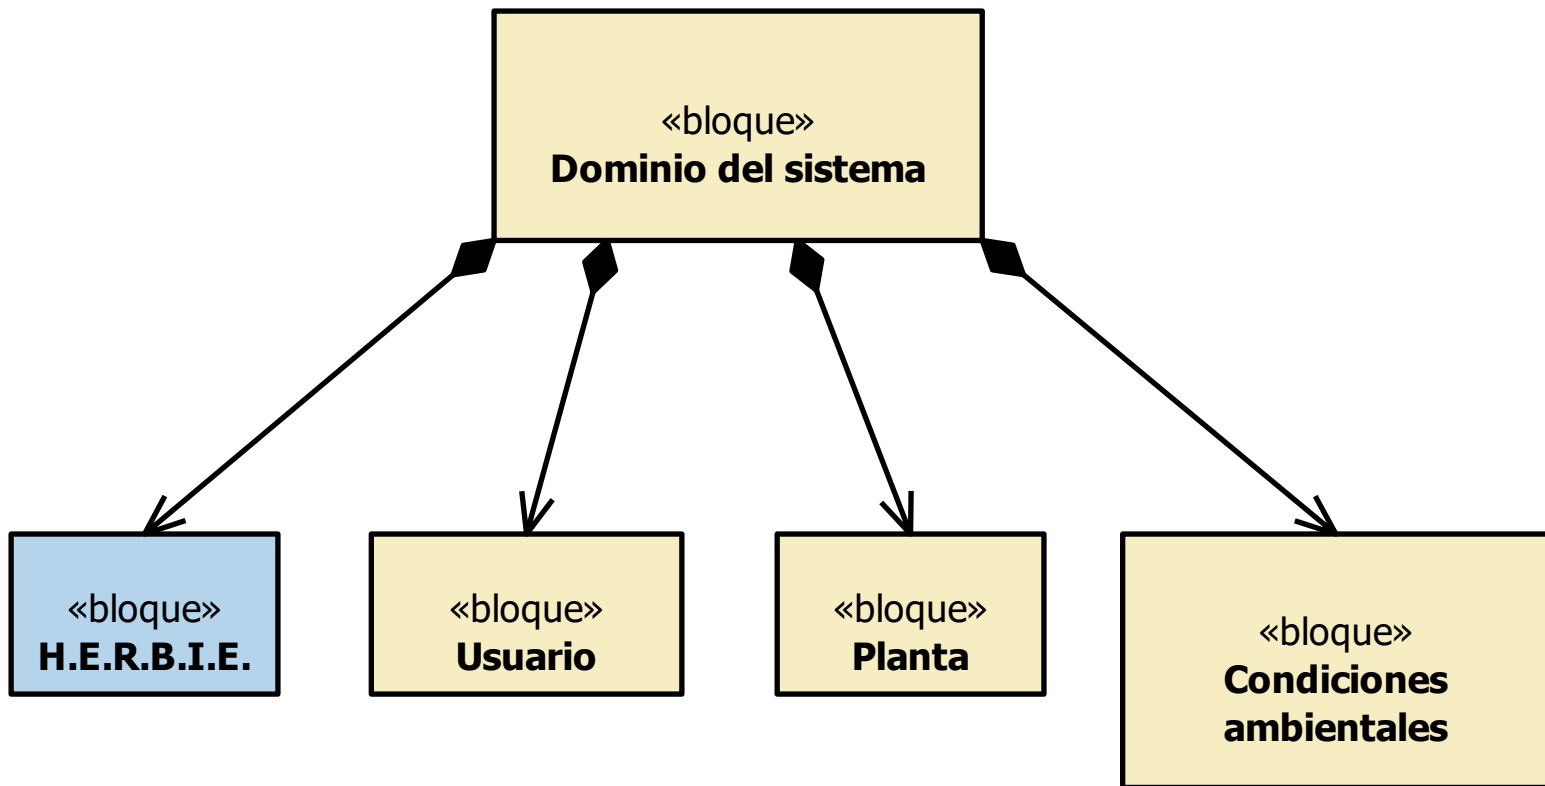 «bloque»
Dominio del sistema
«bloque»
H.E.R.B.I.E.
«bloque»
Usuario
«bloque»
Planta
«bloque»
Condiciones
ambientales